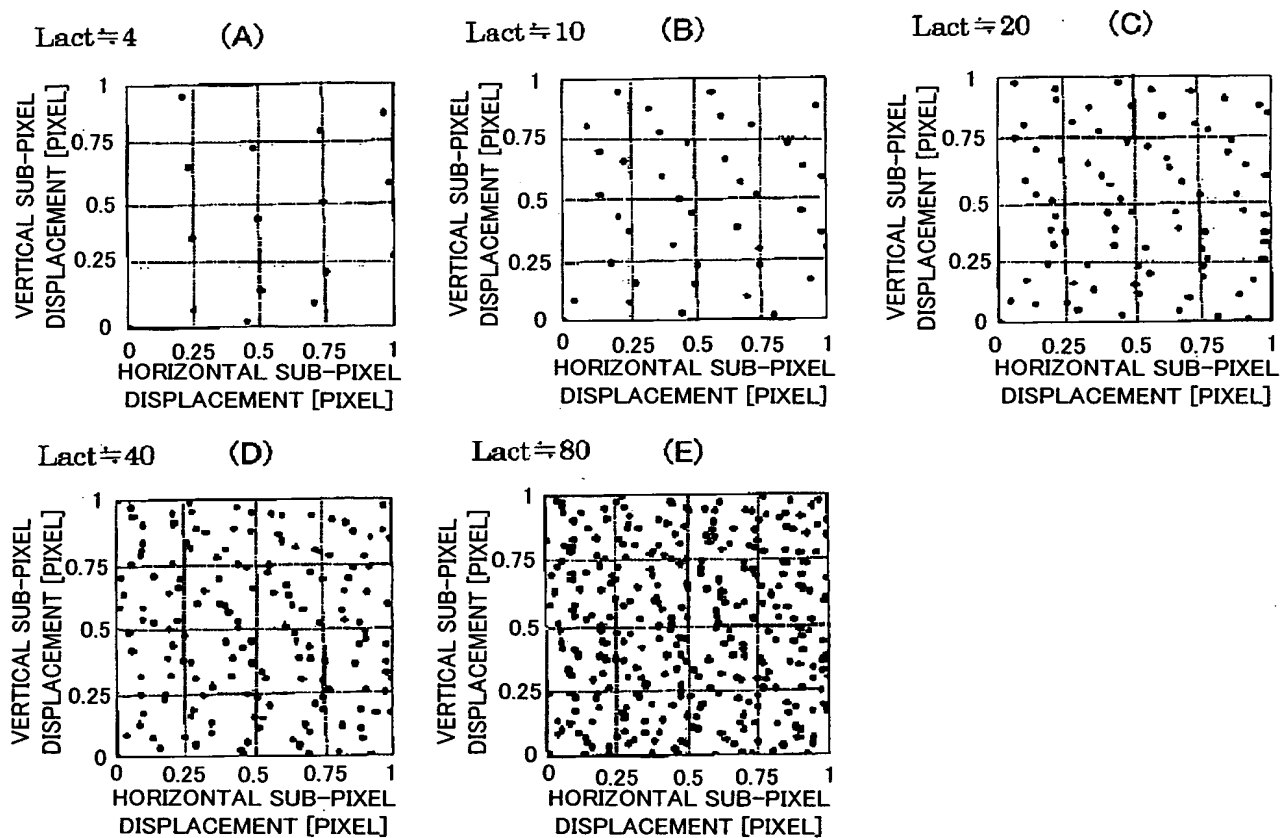 Lact≒4 (A)
VERTICAL SUB-PIXEL
DISPLACEMENT [PIXEL]
1
0.75
0.5
0.25
0
0 0.25 0.5 0.75 1
HORIZONTAL SUB-PIXEL
DISPLACEMENT [PIXEL]
Lact≒10 (B)
VERTICAL SUB-PIXEL
DISPLACEMENT [PIXEL]
1
0.75
0.5
0.25
0
0 0.25 0.5 0.75 1
HORIZONTAL SUB-PIXEL
DISPLACEMENT [PIXEL]
Lact≒20 (C)
VERTICAL SUB-PIXEL
DISPLACEMENT [PIXEL]
1
0.75
0.5
0.25
0
0 0.25 0.5 0.75 1
HORIZONTAL SUB-PIXEL
DISPLACEMENT [PIXEL]
Lact≒40 (D)
VERTICAL SUB-PIXEL
DISPLACEMENT [PIXEL]
1
0.75
0.5
0.25
0
0 0.25 0.5 0.75 1
HORIZONTAL SUB-PIXEL
DISPLACEMENT [PIXEL]
Lact≒80 (E)
VERTICAL SUB-PIXEL
DISPLACEMENT [PIXEL]
1
0.75
0.5
0.25
0
0 0.25 0.5 0.75 1
HORIZONTAL SUB-PIXEL
DISPLACEMENT [PIXEL]